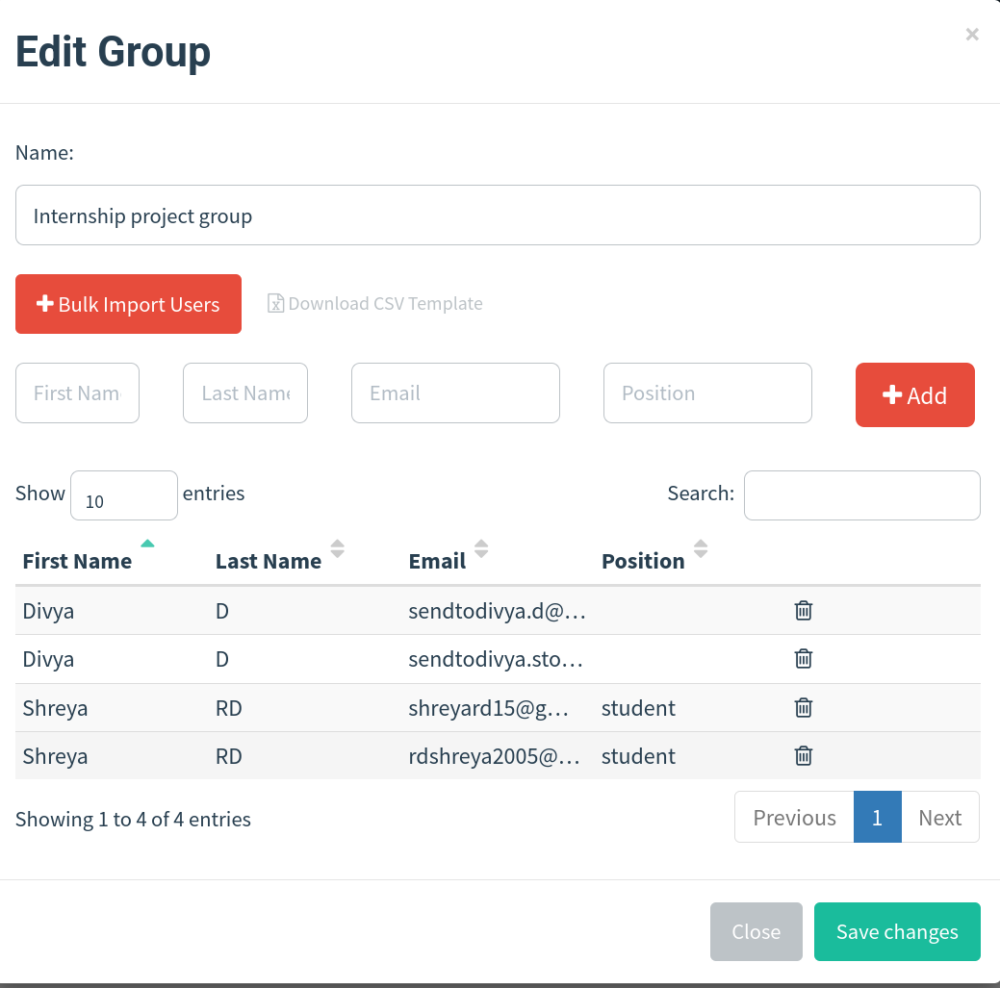 Edit Group
×
Name:
Internship project group
Bulk Import Users Download CSV Template
First Nam Last Name Email Position Add
Show 10 entries Search:
First Name Last Name Email Position
Divya D sendtodivya.d@...
Divya D sendtodivya.sto...
Shreya RD shreyard15@g... student
Shreya RD rdshreya2005@... student
Showing 1 to 4 of 4 entries Previous 1 Next
Close Save changes